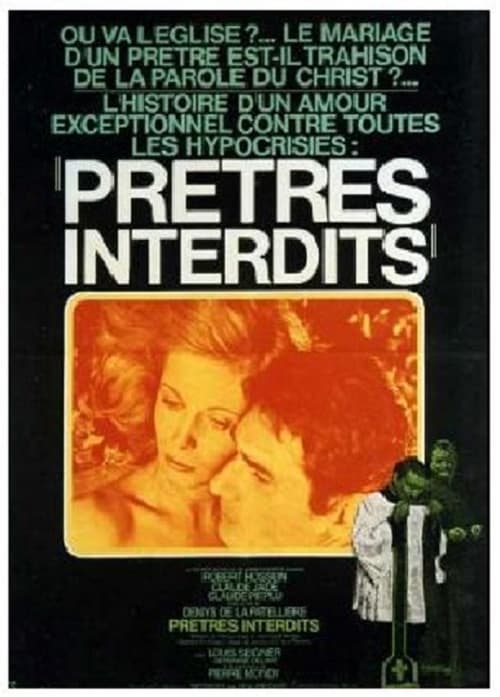 OU VA L'EGLISE ?... LE MARIAGE
D'UN PRETRE EST-IL TRAHISON
DE LA PAROLE DU CHRIST ?...
L'HISTOIRE D'UN AMOUR
EXCEPTIONNEL CONTRE TOUTES
LES HYPOCRISIES :
"PRETRES
INTERDITS"
ROBERT HOSSEIN
CLAUDE JADE
CLAUDE PIEPLU
DENYS DE LA PATELLIERE
PRETRES INTERDITS
LOUIS SEIGNER
PIERRE MONDY